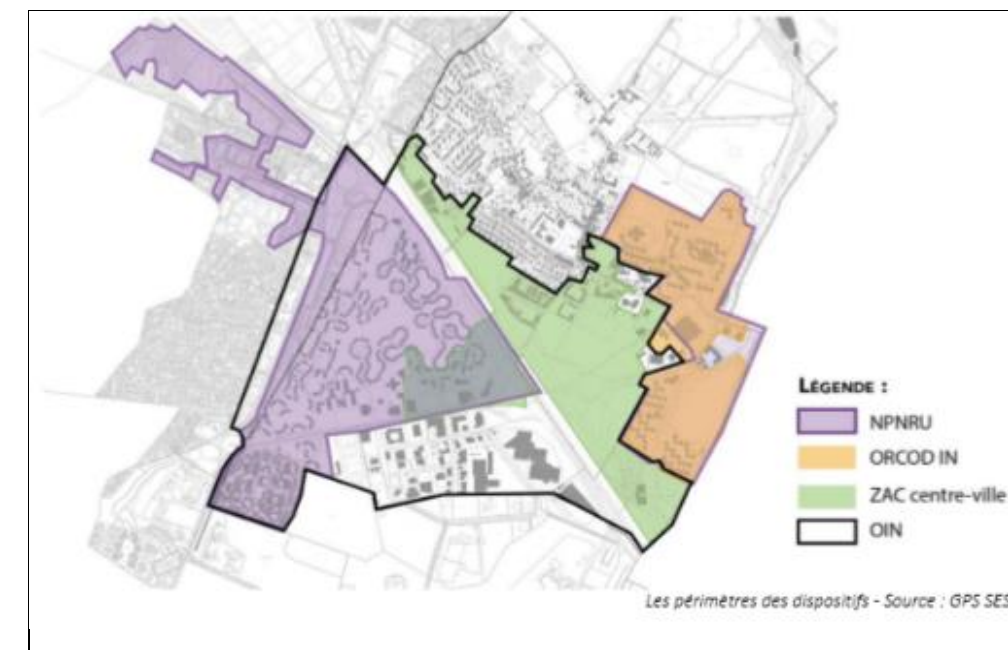 LÉGENDE :
NPNRU
ORCOD IN
ZAC centre-ville
OIN
Les périmètres des dispositifs - Source : GPS SES